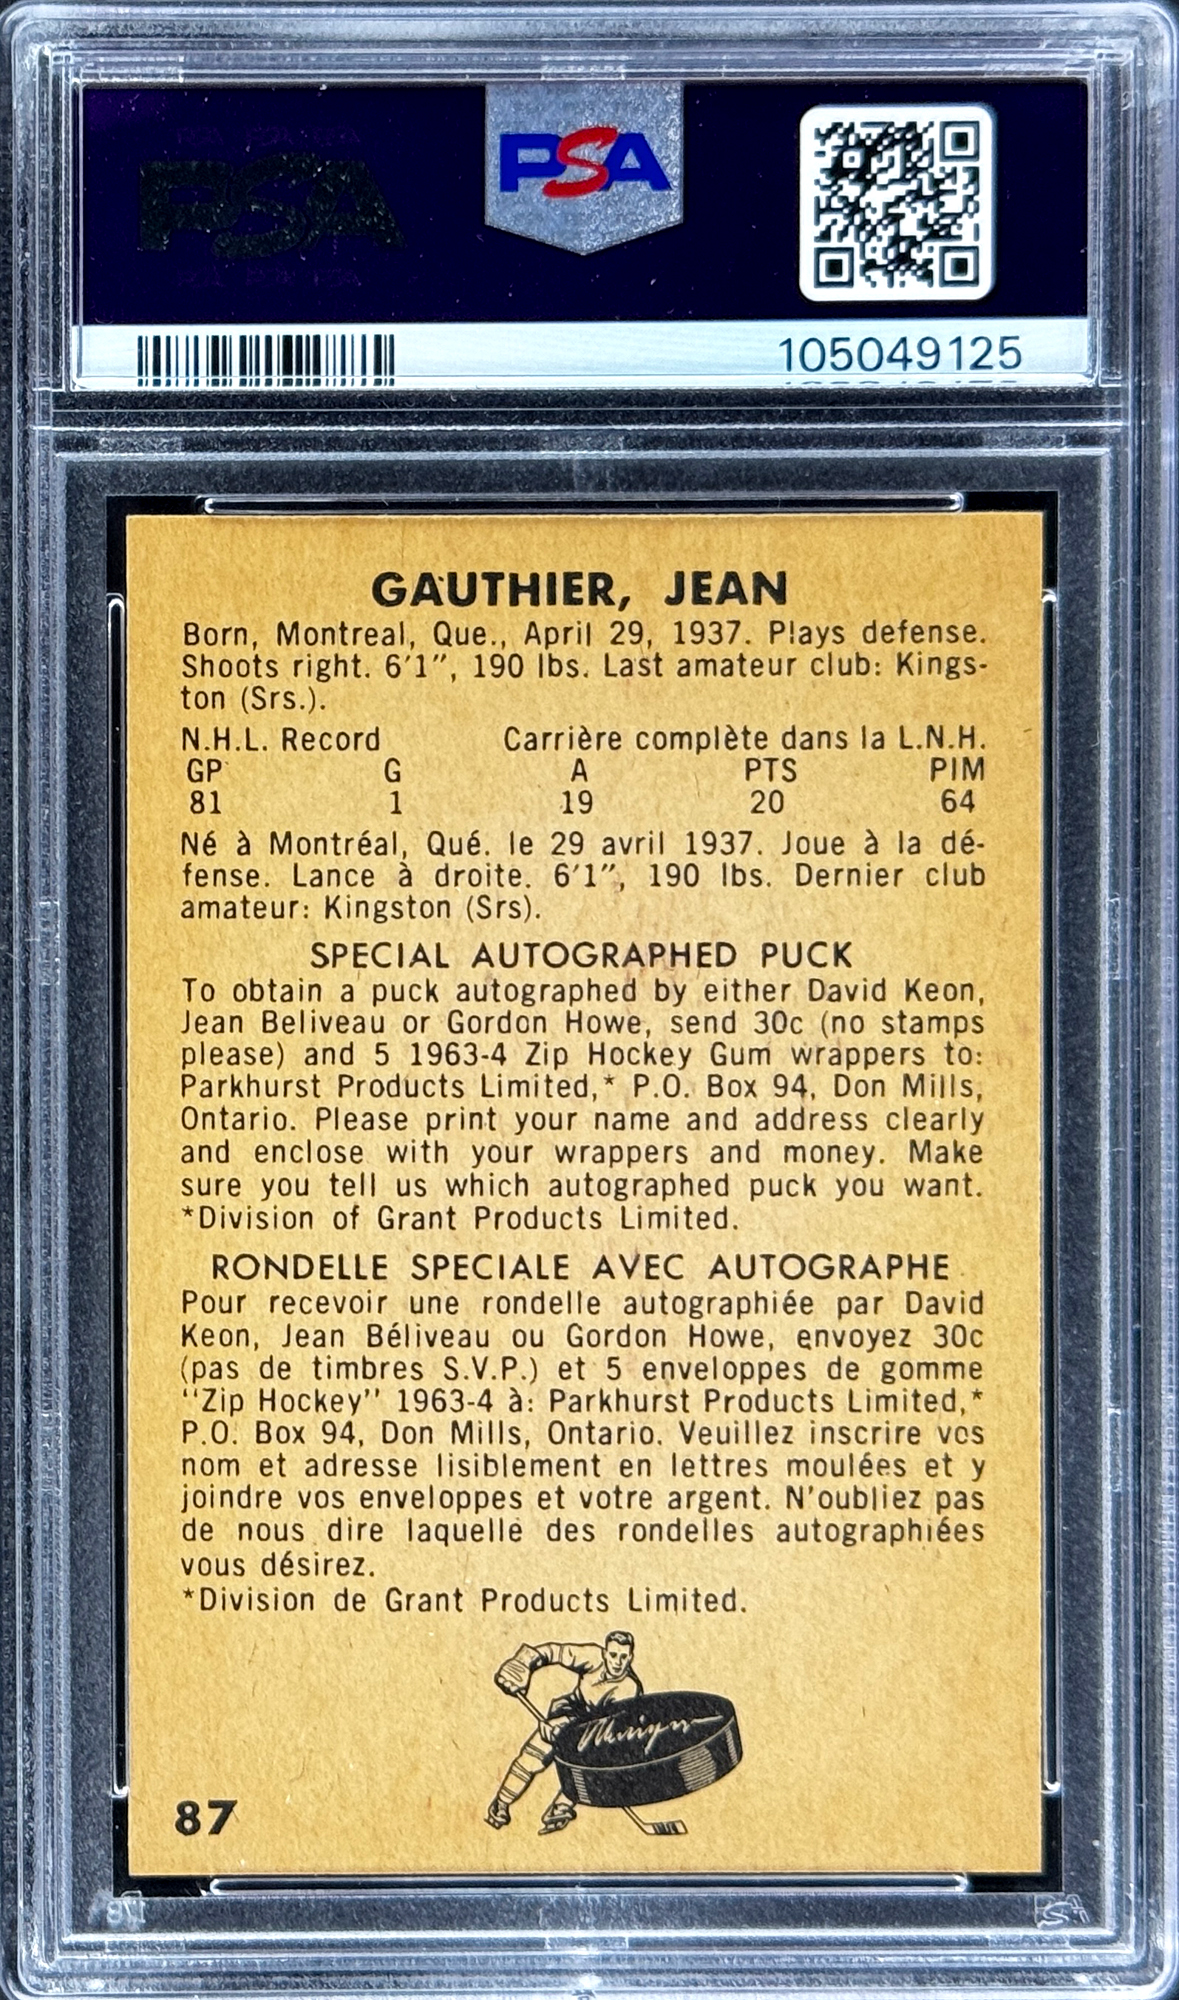 PSA
PSA
105049125
GAUTHIER, JEAN
Born, Montreal, Que., April 29, 1937. Plays defense.
Shoots right. 6'1", 190 lbs. Last amateur club: Kings-
ton (Srs.).
N.H.L. Record Carrière complète dans la L.N.H.
GP G A PTS PIM
81 1 19 20 64
Né à Montréal, Qué. le 29 avril 1937. Joue à la dé-
fense. Lance à droite. 6'1", 190 lbs. Dernier club
amateur: Kingston (Srs).
SPECIAL AUTOGRAPHED PUCK
To obtain a puck autographed by either David Keon,
Jean Beliveau or Gordon Howe, send 30c (no stamps
please) and 5 1963-4 Zip Hockey Gum wrappers to:
Parkhurst Products Limited,* P.O. Box 94, Don Mills,
Ontario. Please print your name and address clearly
and enclose with your wrappers and money. Make
sure you tell us which autographed puck you want.
*Division of Grant Products Limited.
RONDELLE SPECIALE AVEC AUTOGRAPHE
Pour recevoir une rondelle autographiée par David
Keon, Jean Béliveau ou Gordon Howe, envoyez 30c
(pas de timbres S.V.P.) et 5 enveloppes de gomme
"Zip Hockey" 1963-4 à: Parkhurst Products Limited,*
P.O. Box 94, Don Mills, Ontario. Veuillez inscrire vos
nom et adresse lisiblement en lettres moulées et y
joindre vos enveloppes et votre argent. N'oubliez pas
de nous dire laquelle des rondelles autographiées
vous désirez.
*Division de Grant Products Limited.
87